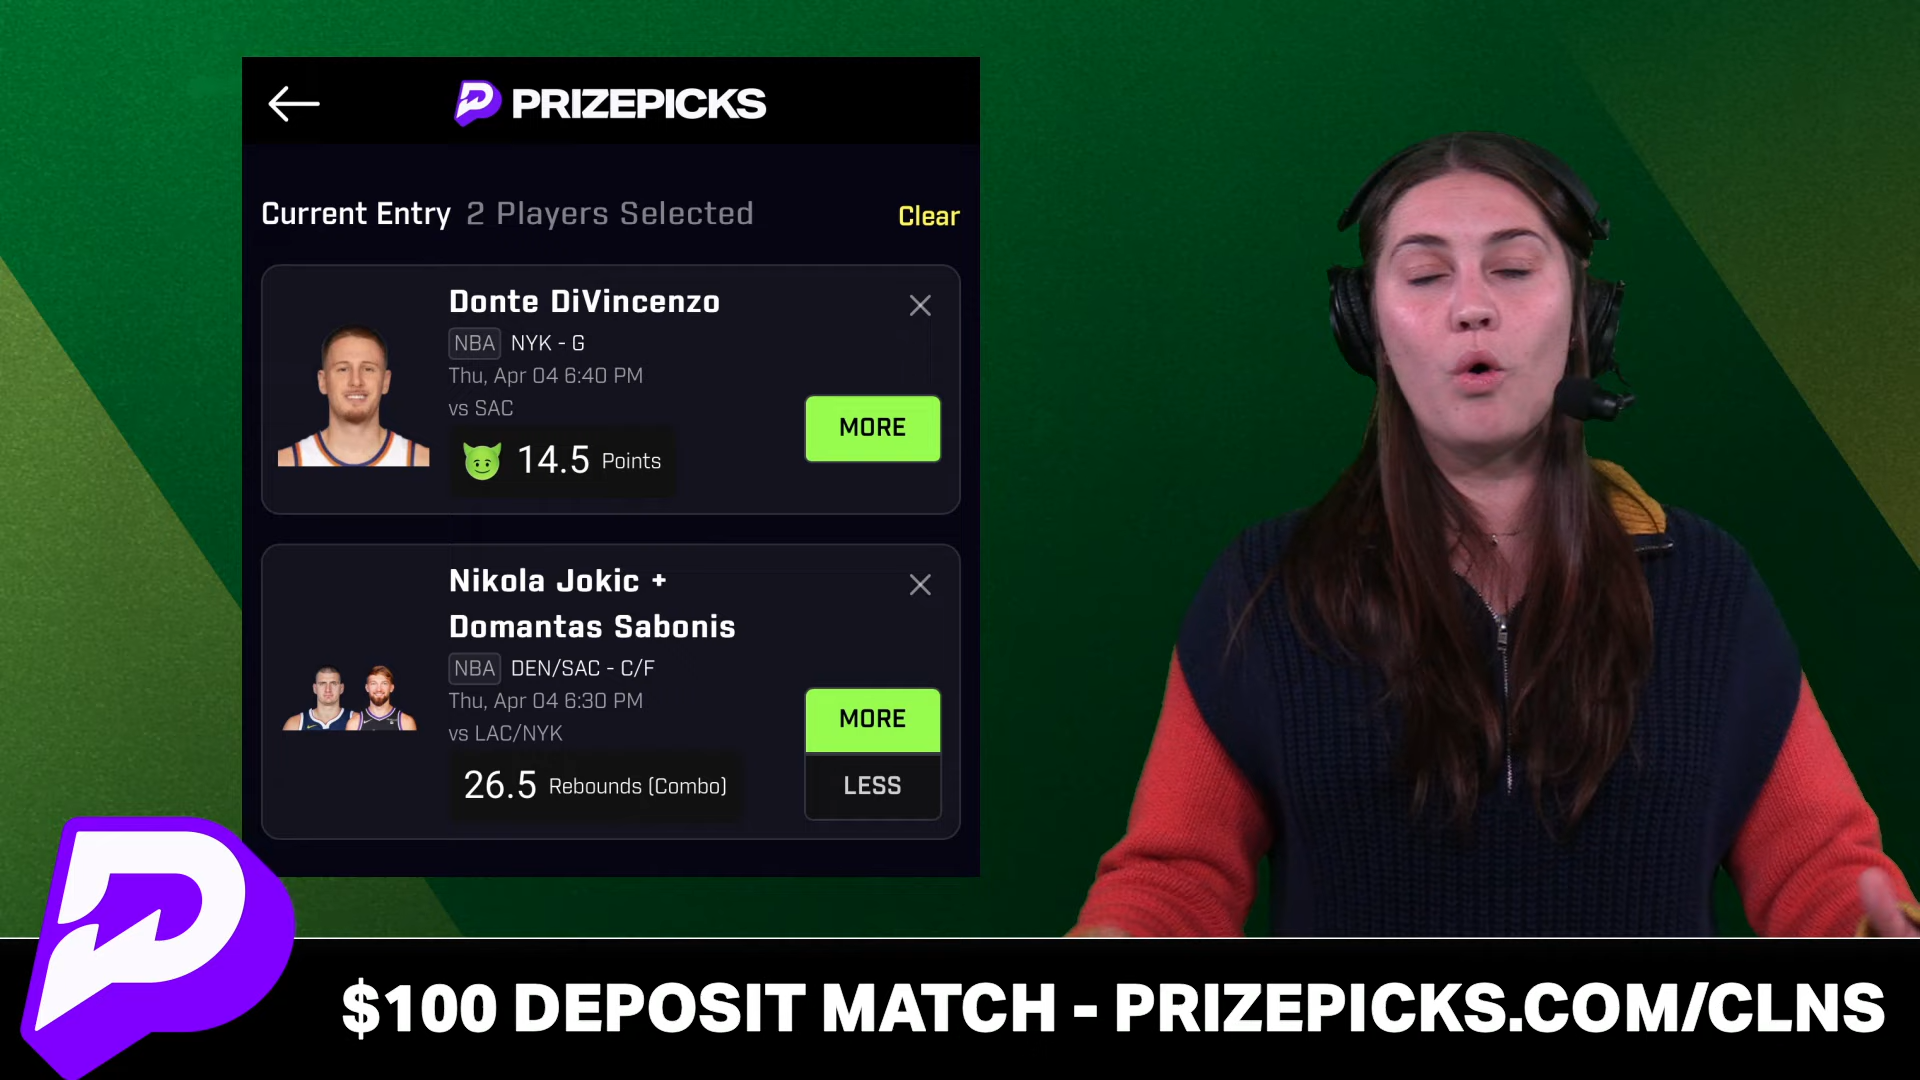 PRIZEPICKS
Current Entry 2 Players Selected Clear
Donte DiVincenzo
NBA NYK - G
Thu, Apr 04 6:40 PM
vs SAC
14.5 Points
MORE
Nikola Jokic +
Domantas Sabonis
NBA DEN/SAC - C/F
Thu, Apr 04 6:30 PM
vs LAC/NYK
26.5 Rebounds (Combo)
MORE
LESS
$100 DEPOSIT MATCH - PRIZEPICKS.COM/CLNS